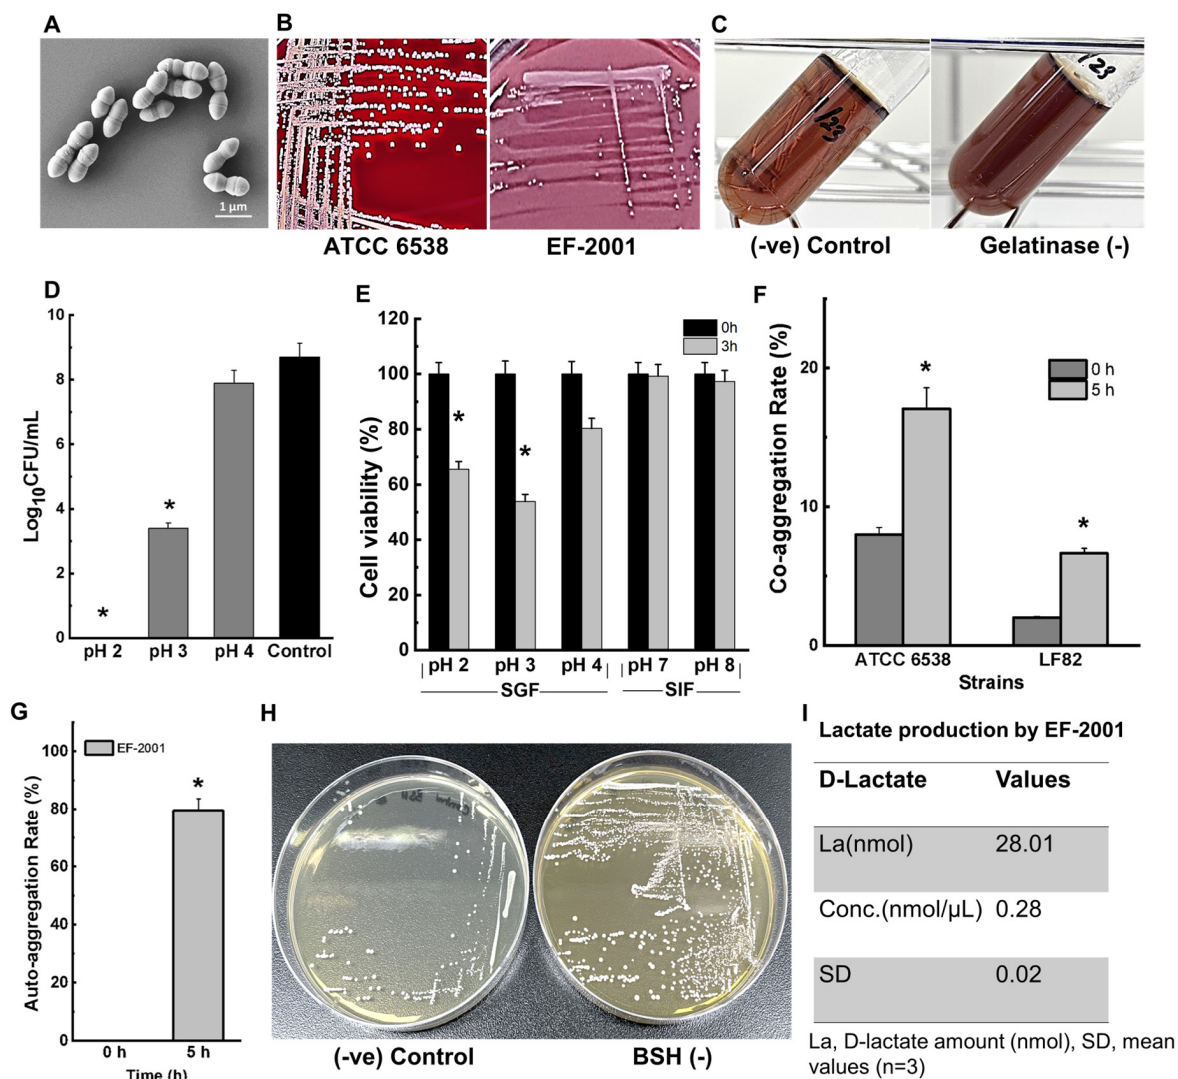 A
B
C
1 µm
ATCC 6538
EF-2001
1/23
(-ve) Control
Gelatinase (-)
D
Log10CFU/mL
10
8
6
4
2
0
*
*
pH 2
pH 3
pH 4
Control
E
Cell viability (%)
120
100
80
60
40
20
0
0h
3h
*
*
pH 2
pH 3
pH 4
pH 7
pH 8
SGF
SIF
F
Co-aggregation Rate (%)
20
10
0
0 h
5 h
*
*
ATCC 6538
LF82
Strains
G
Auto-aggregation Rate (%)
100
80
60
40
20
0
EF-2001
*
0 h
5 h
Time (h)
H
(-ve) Control
BSH (-)
I
Lactate production by EF-2001
D-Lactate Values
La(nmol) 28.01
Conc.(nmol/µL) 0.28
SD 0.02
La, D-lactate amount (nmol), SD, mean
values (n=3)